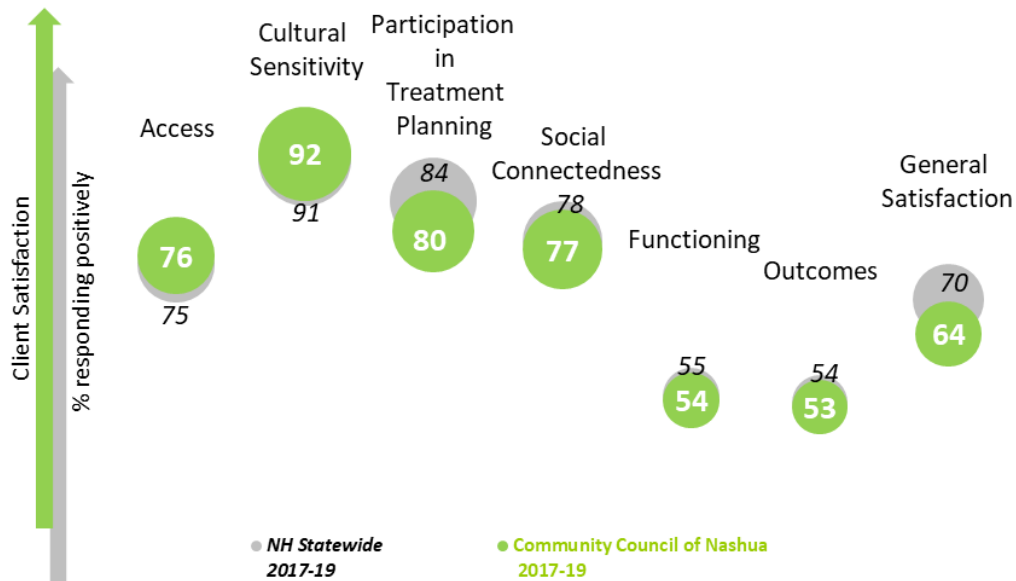 Client Satisfaction
% responding positively
Access
76
75
Cultural
Sensitivity
92
91
Participation
in
Treatment
Planning
84
80
Social
Connectedness
78
77
Functioning
55
54
Outcomes
54
53
General
Satisfaction
70
64
NH Statewide
2017-19
Community Council of Nashua
2017-19